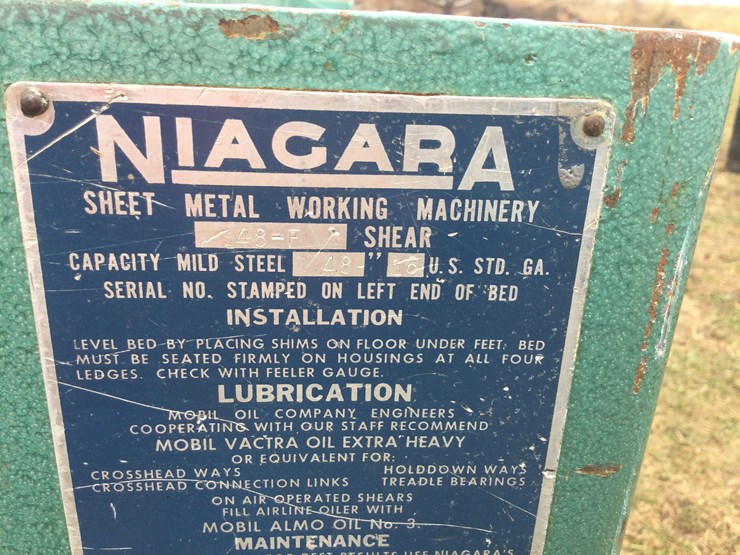 NIAGARA
SHEET METAL WORKING MACHINERY
48-F SHEAR
CAPACITY MILD STEEL 48" U.S. STD. GA.
SERIAL NO. STAMPED ON LEFT END OF BED
INSTALLATION
LEVEL BED BY PLACING SHIMS ON FLOOR UNDER FEET. BED
MUST BE SEATED FIRMLY ON HOUSINGS AT ALL FOUR
LEDGES. CHECK WITH FEELER GAUGE.
LUBRICATION
MOBIL OIL COMPANY ENGINEERS
COOPERATING WITH OUR STAFF RECOMMEND
MOBIL VACTRA OIL EXTRA HEAVY
OR EQUIVALENT FOR:
CROSSHEAD WAYS HOLDDOWN WAYS
CROSSHEAD CONNECTION LINKS TREADLE BEARINGS
ON AIR OPERATED SHEARS
FILL AIRLINE OILER WITH
MOBIL ALMO OIL No. 3.
MAINTENANCE
BEST RESULTS USE NIAGARA'S